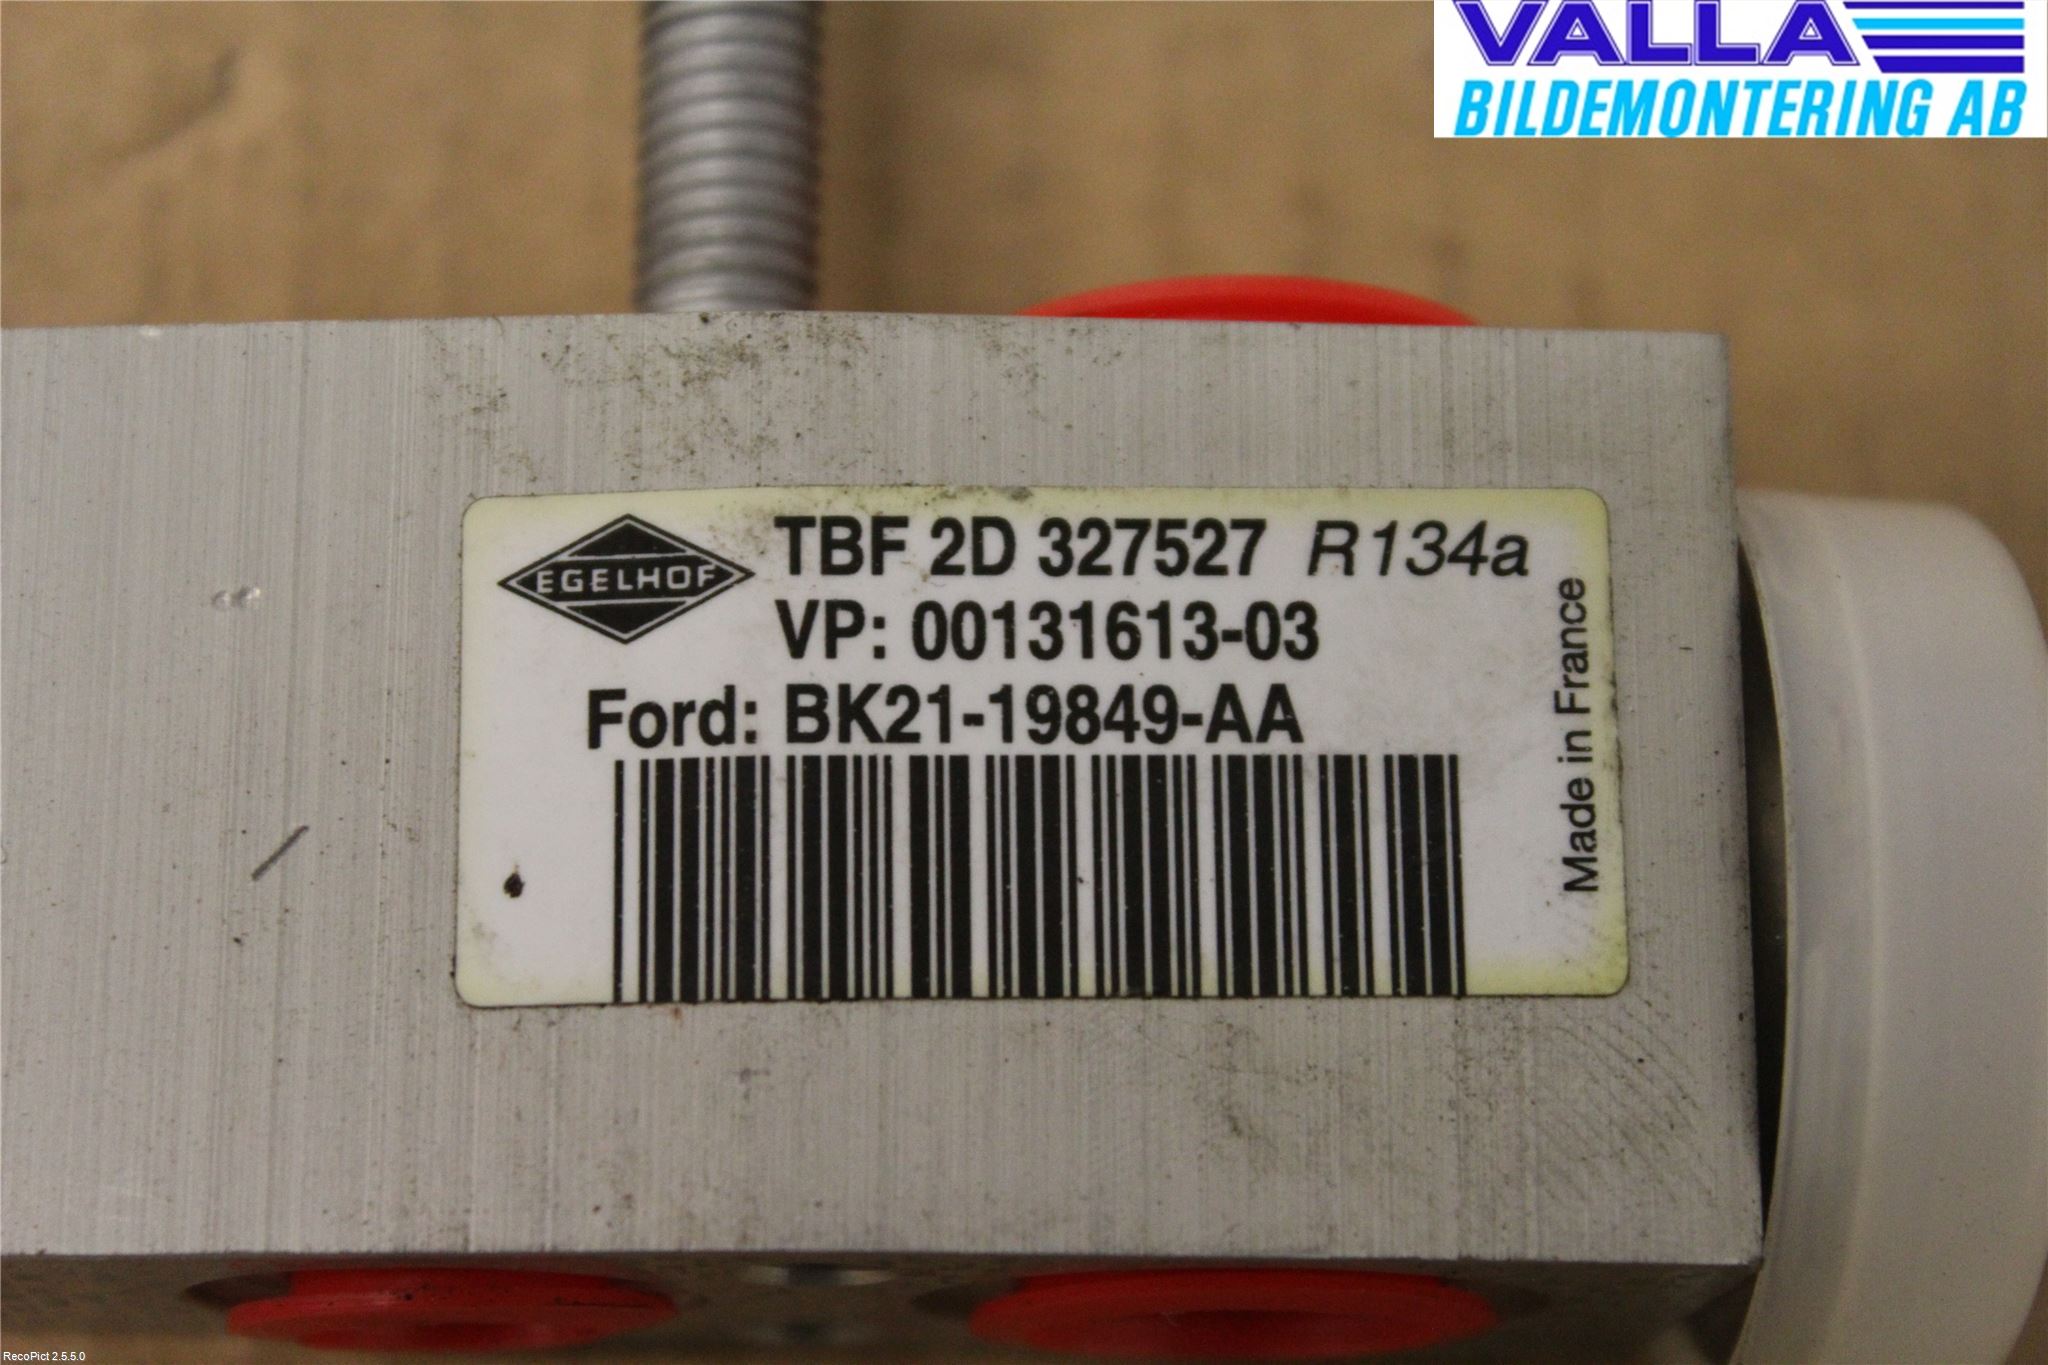 VALLA
BILDEMONTERING AB
EGELHOF
TBF 2D 327527 R134a
VP: 00131613-03
Ford: BK21-19849-AA
Made in France
RecoPict 2.5.5.0